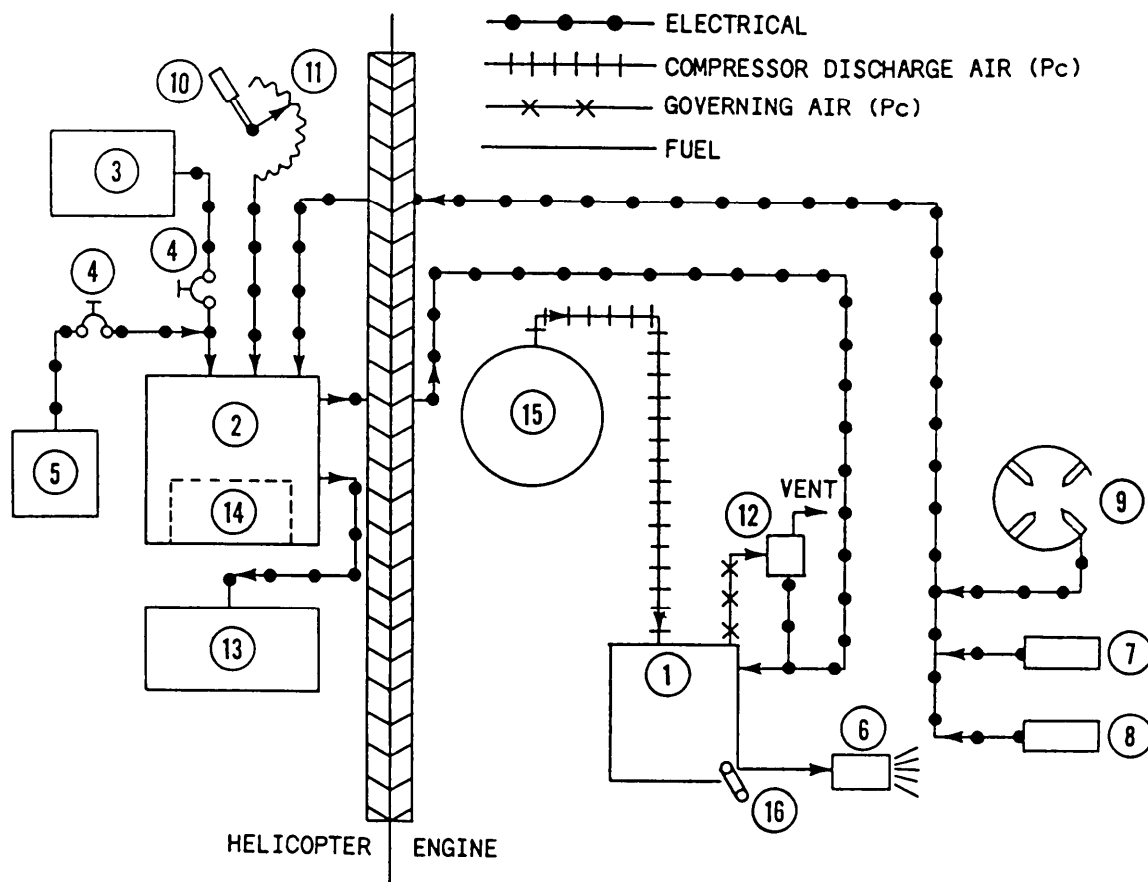 ELECTRICAL
COMPRESSOR DISCHARGE AIR (Pc)
GOVERNING AIR (Pc)
FUEL
10
11
3
4
4
2
15
5
14
VENT
12
9
13
1
7
6
8
16
HELICOPTER
ENGINE